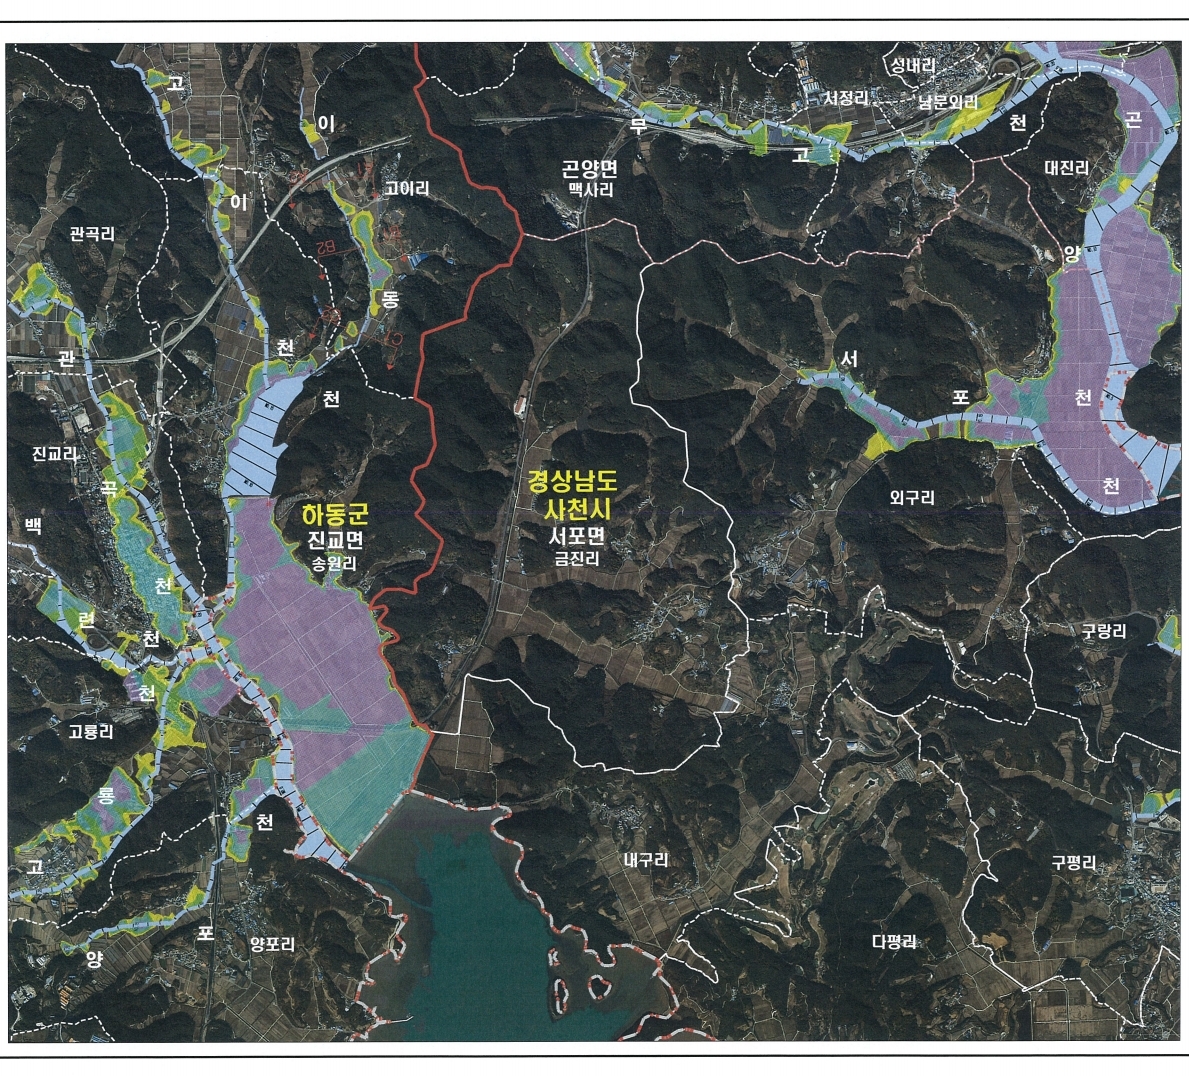 성내리
고
서정리
남문외리
이
무
천
곤
고
곤양면
맥사리
대진리
고이리
이
관곡리
B2
양
동
천
관
서
천
포
천
진교리
경상남도
사천시
곡
천
외구리
하동군
진교면
송원리
백
서포면
금진리
천
련
천
구랑리
천
고룡리
룡
천
고
내구리
구평리
포
양포리
다평리
양